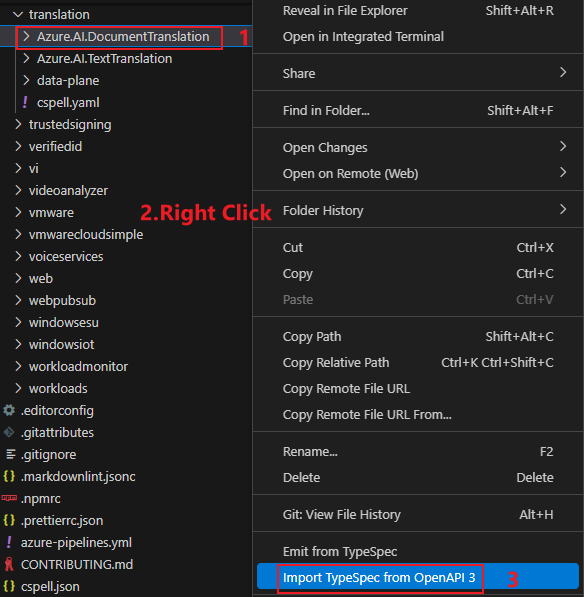 translation
Azure.AI.DocumentTranslation 1
Azure.AI.TextTranslation
data-plane
! cspell.yaml
trustedsigning
verifiedid
vi
videoanalyzer
vmware
vmwarecloudsimple
voiceservices
web
webpubsub
windowsesu
windowsiot
workloadmonitor
workloads
.editorconfig
.gitattributes
.gitignore
{} .markdownlint.jsonc
.npmrc
{} .prettierrc.json
! azure-pipelines.yml
CONTRIBUTING.md
{} cspell.json
2.Right Click
Reveal in File Explorer Shift+Alt+R
Open in Integrated Terminal
Share
Find in Folder... Shift+Alt+F
Open Changes
Open on Remote (Web)
Folder History
Cut Ctrl+X
Copy Ctrl+C
Paste Ctrl+V
Copy Path Shift+Alt+C
Copy Relative Path Ctrl+K Ctrl+Shift+C
Copy Remote File URL
Copy Remote File URL From...
Rename... F2
Delete Delete
Git: View File History Alt+H
Emit from TypeSpec
Import TypeSpec from OpenAPI 3 3